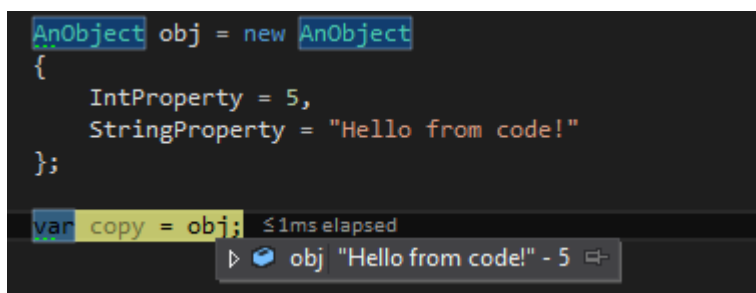 AnObject obj = new AnObject
{
IntProperty = 5,
StringProperty = "Hello from code!"
};
var copy = obj; ≤1ms elapsed
obj "Hello from code!" - 5